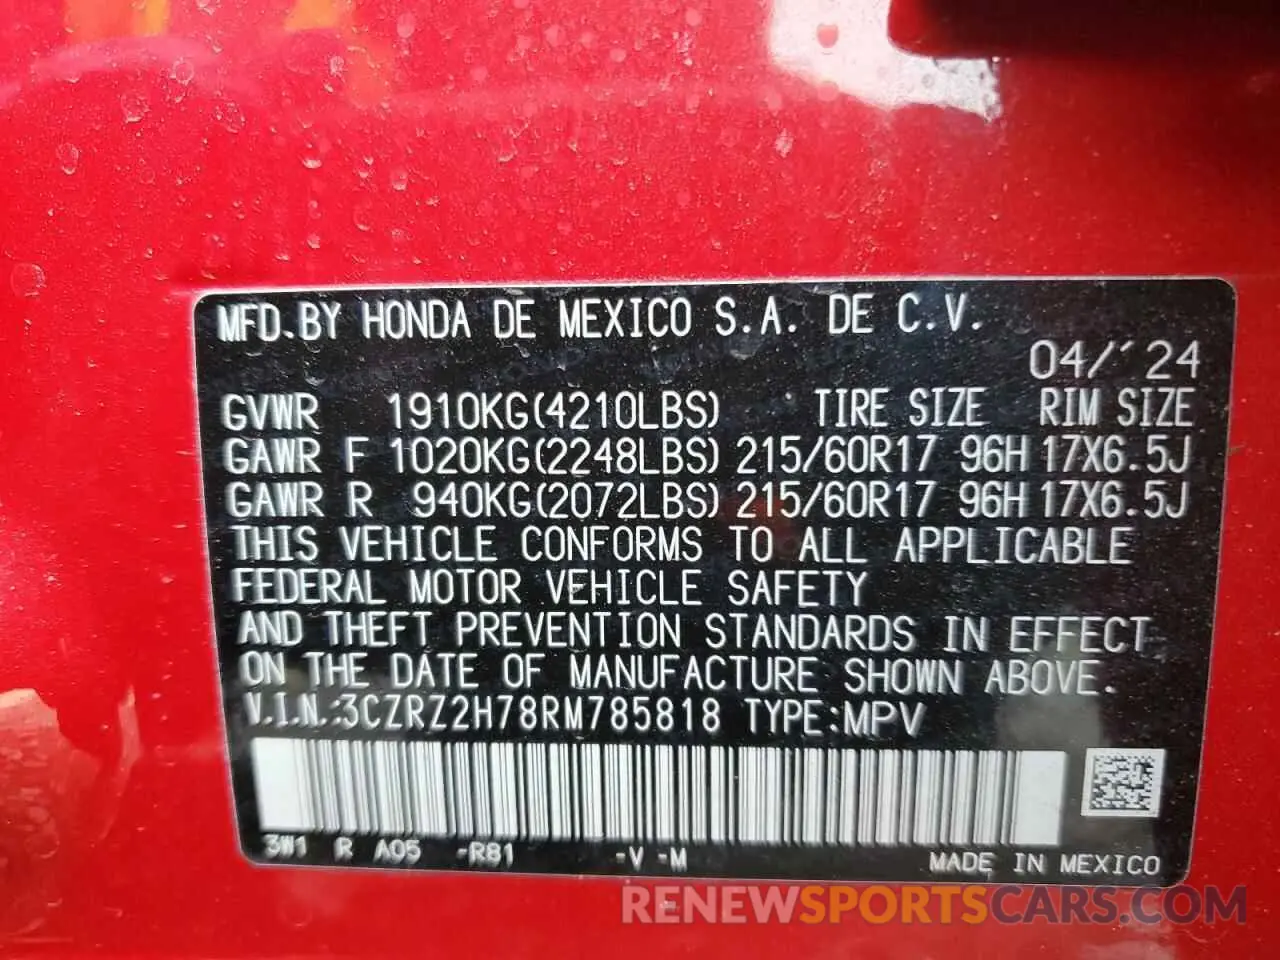 MFD.BY HONDA DE MEXICO S.A. DE C.V.
04/'24
GVWR 1910KG(4210LBS) TIRE SIZE RIM SIZE
GAWR F 1020KG(2248LBS) 215/60R17 96H 17X6.5J
GAWR R 940KG(2072LBS) 215/60R17 96H 17X6.5J
THIS VEHICLE CONFORMS TO ALL APPLICABLE
FEDERAL MOTOR VEHICLE SAFETY
AND THEFT PREVENTION STANDARDS IN EFFECT
ON THE DATE OF MANUFACTURE SHOWN ABOVE.
V.I.N.:3CZRZ2H78RM785818 TYPE:MPV
3W1 R A05 -R81 -V -M
MADE IN MEXICO
RENEWSPORTSCARS.COM